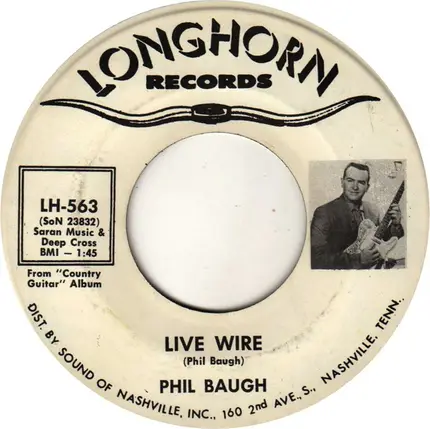 LONGHORN
RECORDS
LH-563
(SoN 23832)
Saran Music &
Deep Cross
BMI – 1:45
From "Country
Guitar" Album
LIVE WIRE
(Phil Baugh)
PHIL BAUGH
DIST. BY SOUND OF NASHVILLE, INC., 160 2nd AVE., S., NASHVILLE, TENN.